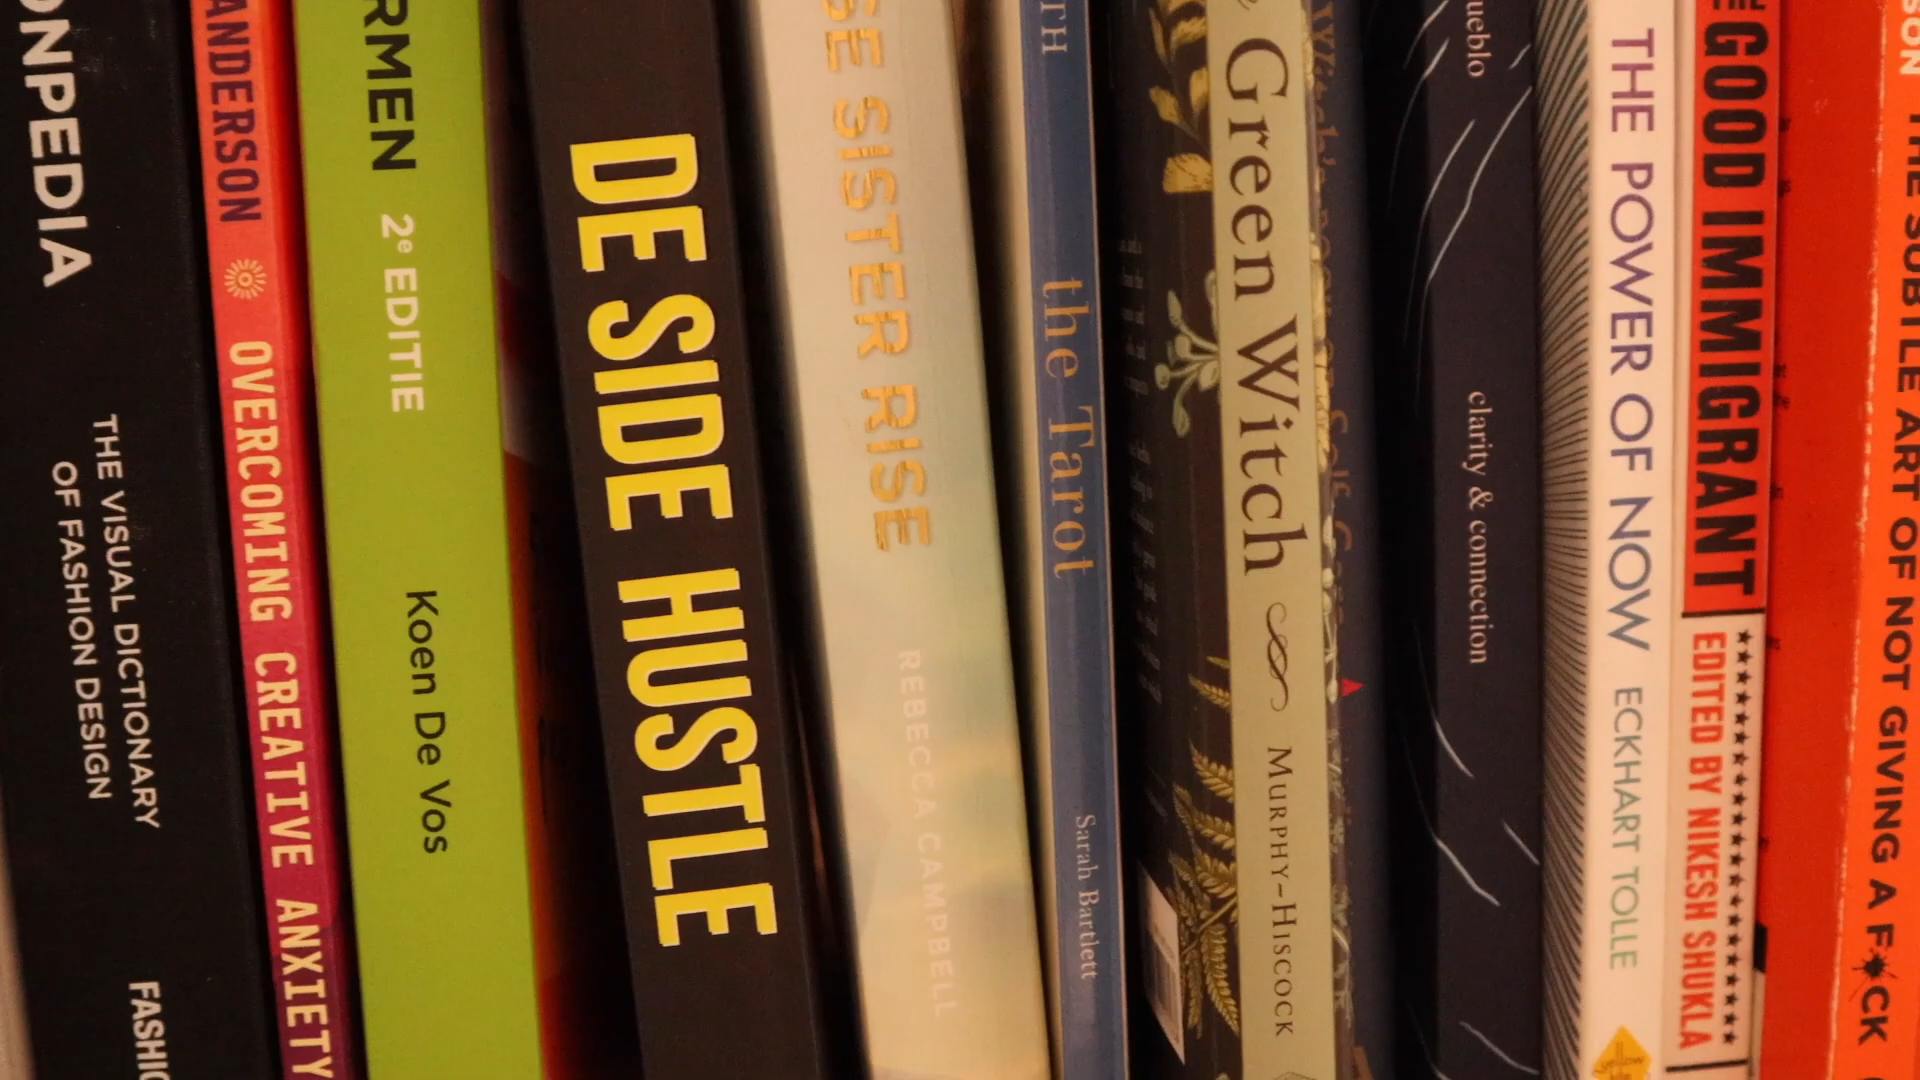 ONPEDIA
THE VISUAL DICTIONARY
OF FASHION DESIGN
FASHIO
ANDERSON
OVERCOMING CREATIVE ANXIETY
RMEN
2e EDITIE
Koen De Vos
DE SIDE HUSTLE
SE SISTER RISE
REBECCA CAMPBELL
TH
the Tarot
Sarah Bartlett
Green Witch
MURPHY-HISCOCK
ueblo
clarity & connection
THE POWER OF NOW
ECKHART TOLLE
GOOD IMMIGRANT
EDITED BY NIKESH SHUKLA
SON
THE SUBTLE ART OF NOT GIVING A F*CK